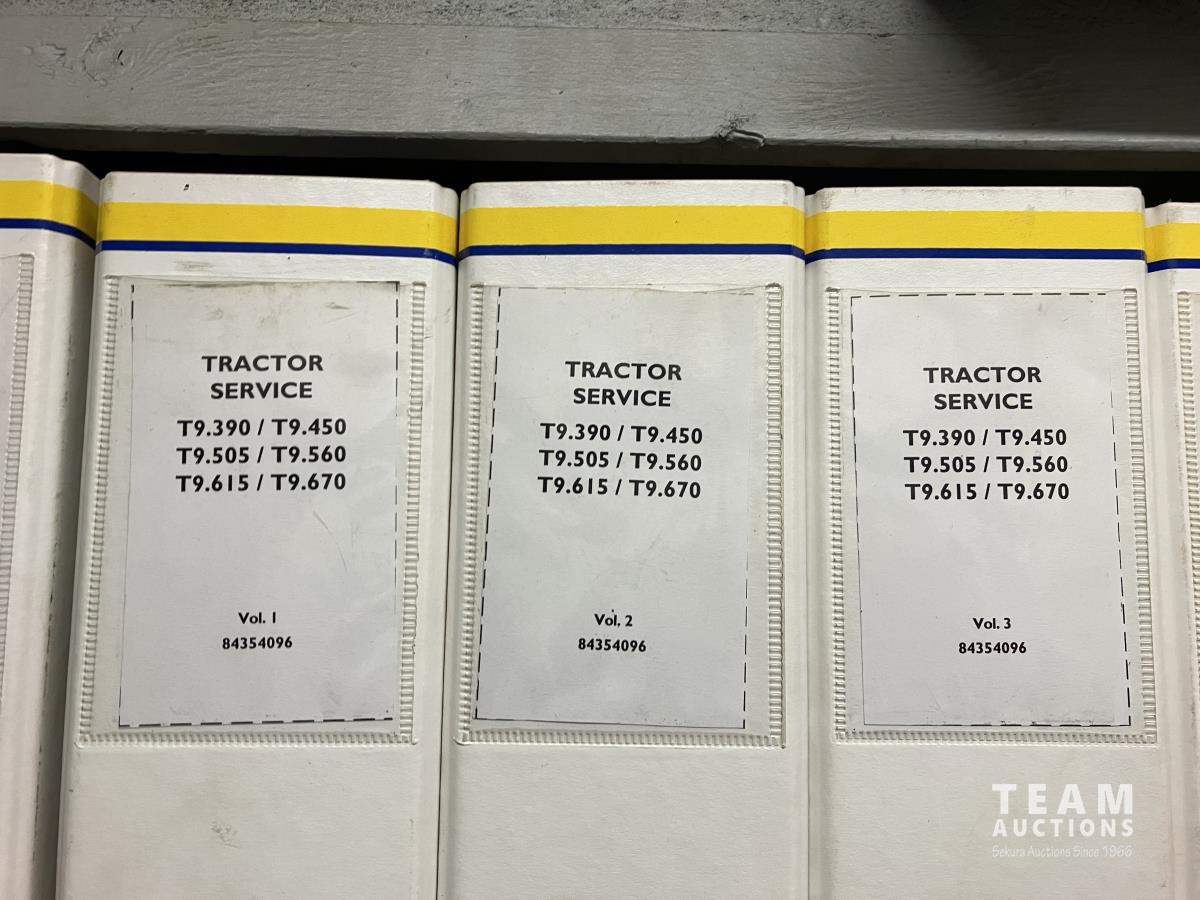 TRACTOR
SERVICE
T9.390 / T9.450
T9.505 / T9.560
T9.615 / T9.670
Vol. 1
84354096
TRACTOR
SERVICE
T9.390 / T9.450
T9.505 / T9.560
T9.615 / T9.670
Vol. 2
84354096
TRACTOR
SERVICE
T9.390 / T9.450
T9.505 / T9.560
T9.615 / T9.670
Vol. 3
84354096
TEAM
AUCTIONS
Sekura Auctions Since 1966